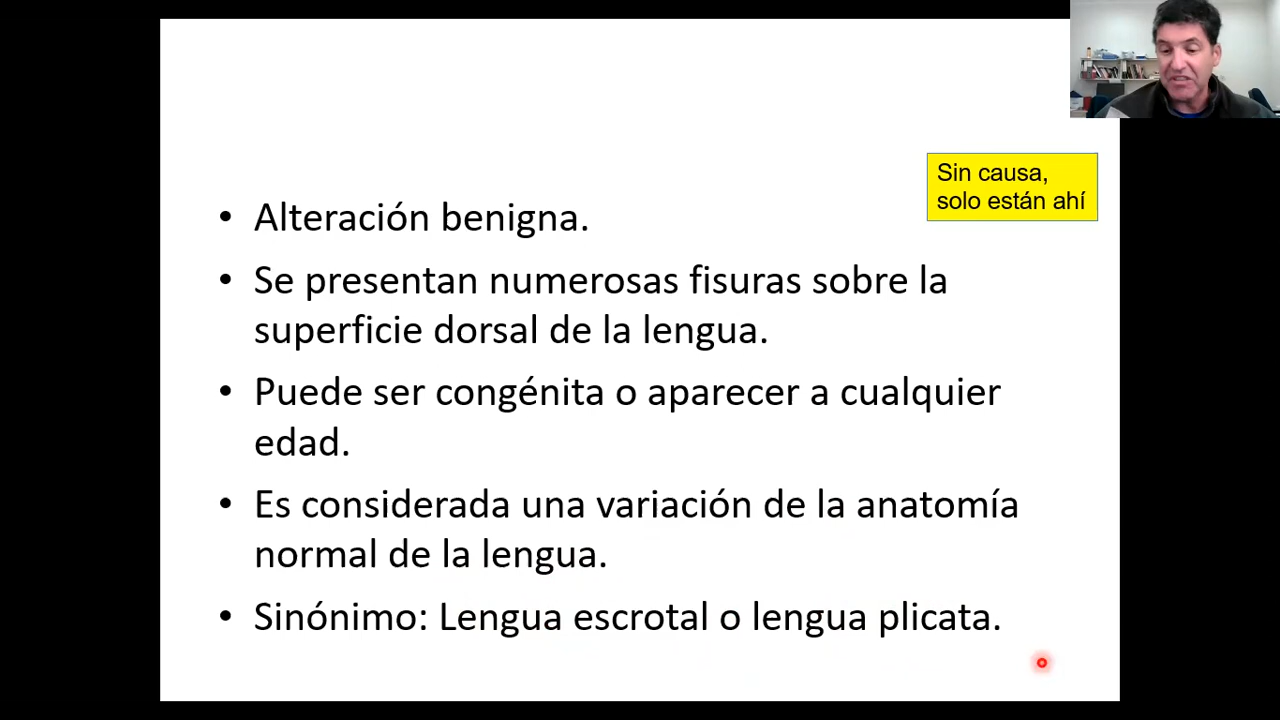 Sin causa,
solo están ahí
• Alteración benigna.
• Se presentan numerosas fisuras sobre la
superficie dorsal de la lengua.
• Puede ser congénita o aparecer a cualquier
edad.
• Es considerada una variación de la anatomía
normal de la lengua.
• Sinónimo: Lengua escrotal o lengua plicata.